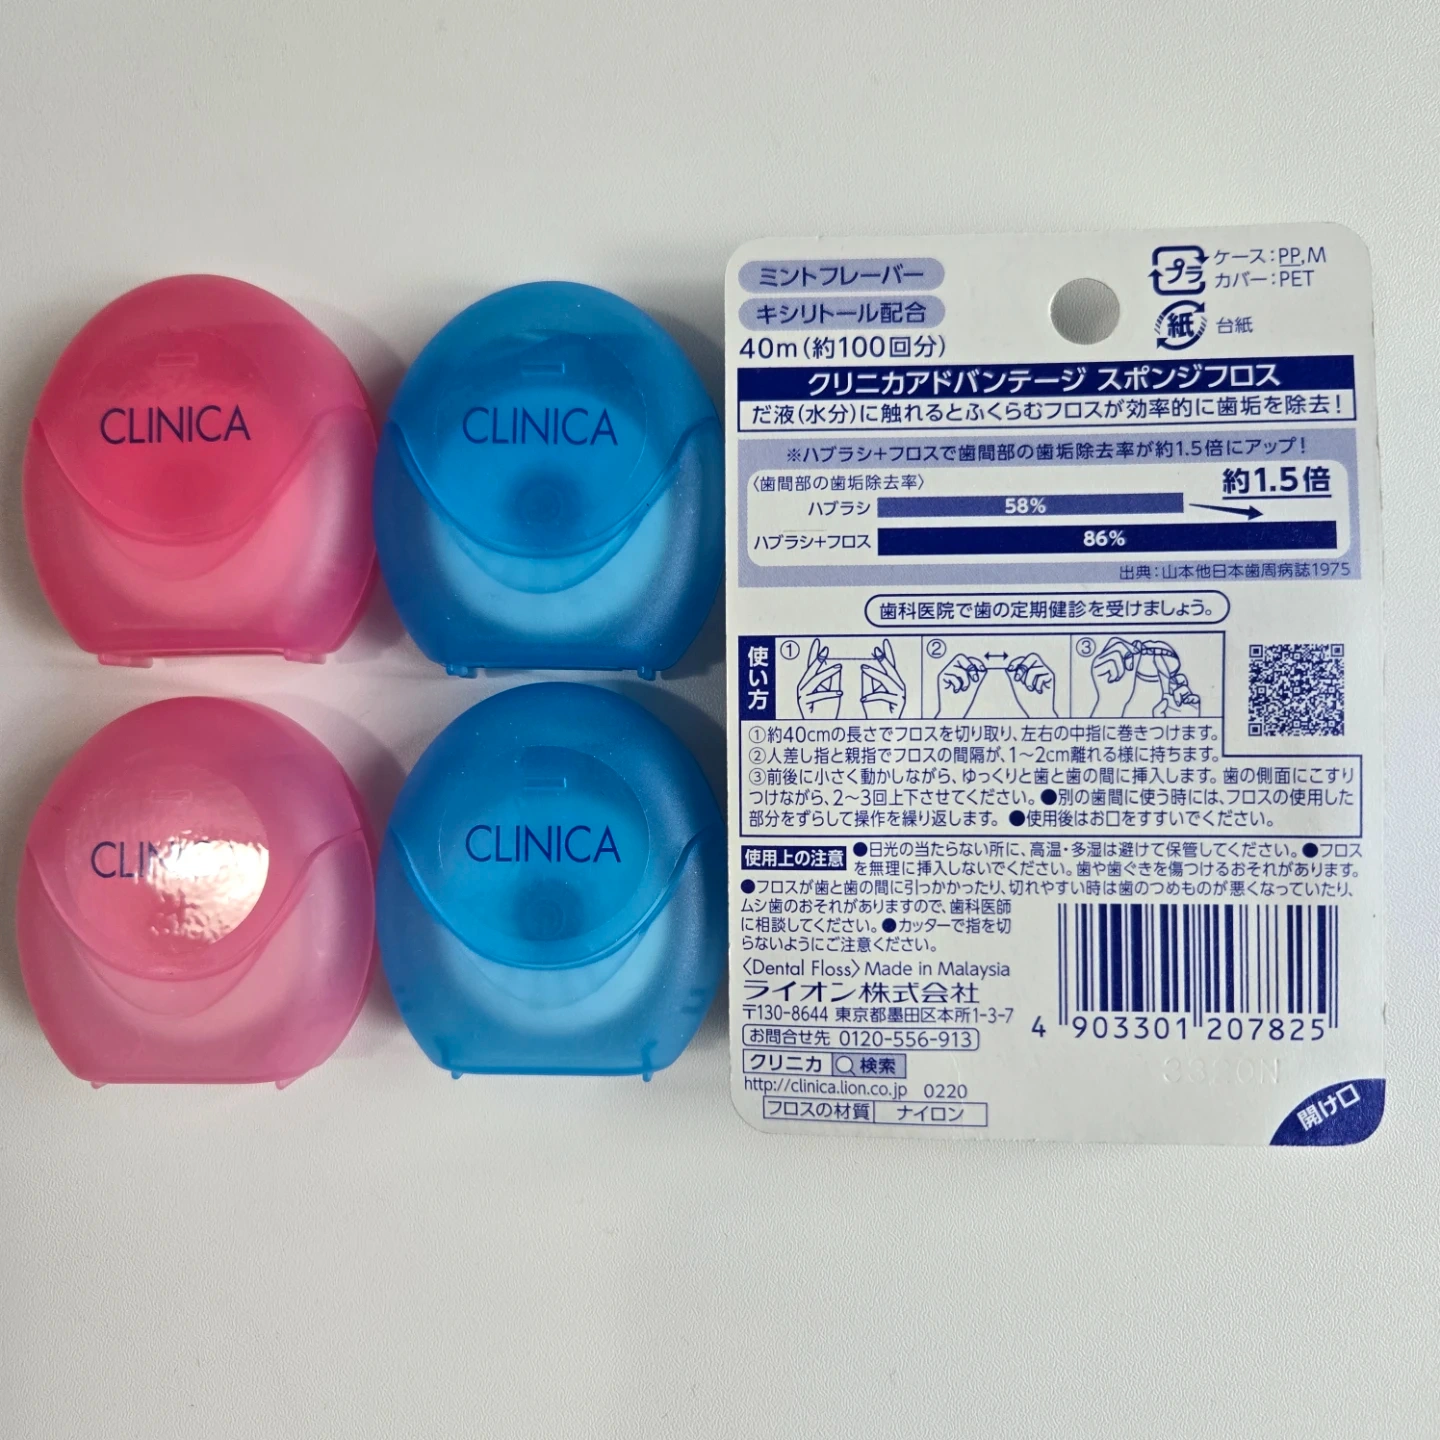 CLINICA
CLINICA
CLIN
CLINICA
ミントフレーバー
キシリトール配合
40m(約100回分)
プラ
ケース:PP,M
カバー:PET
紙
台紙
クリニカアドバンテージ スポンジフロス
だ液(水分)に触れるとふくらむフロスが効率的に歯垢を除去!
※ハブラシ+フロスで歯間部の歯垢除去率が約1.5倍にアップ!
〈歯間部の歯垢除去率〉
約1.5倍
ハブラシ 58%
ハブラシ+フロス 86%
出典:山本他日本歯周病誌1975
歯科医院で歯の定期健診を受けましょう。
使い方
① ② ③
①約40cmの長さでフロスを切り取り、左右の中指に巻きつけます。
②人差し指と親指でフロスの間隔が、1〜2cm離れる様に持ちます。
③前後に小さく動かしながら、ゆっくりと歯と歯の間に挿入します。歯の側面にこすり
つけながら、2〜3回上下させてください。●別の歯間に使う時には、フロスの使用した
部分をずらして操作を繰り返します。 ●使用後はお口をすすいでください。
使用上の注意 ●日光の当たらない所に、高温・多湿は避けて保管してください。●フロス
を無理に挿入しないでください。歯や歯ぐきを傷つけるおそれがあります。
●フロスが歯と歯の間に引っかかったり、切れやすい時は歯のつめものが悪くなっていたり、
ムシ歯のおそれがありますので、歯科医師
に相談してください。●カッターで指を切
らないようにご注意ください。
〈Dental Floss〉Made in Malaysia
ライオン株式会社
〒130-8644 東京都墨田区本所1-3-7
お問合せ先 0120-556-913
クリニカ 検索
http://clinica.lion.co.jp 0220
フロスの材質 ナイロン
4 903301 207825
開け口